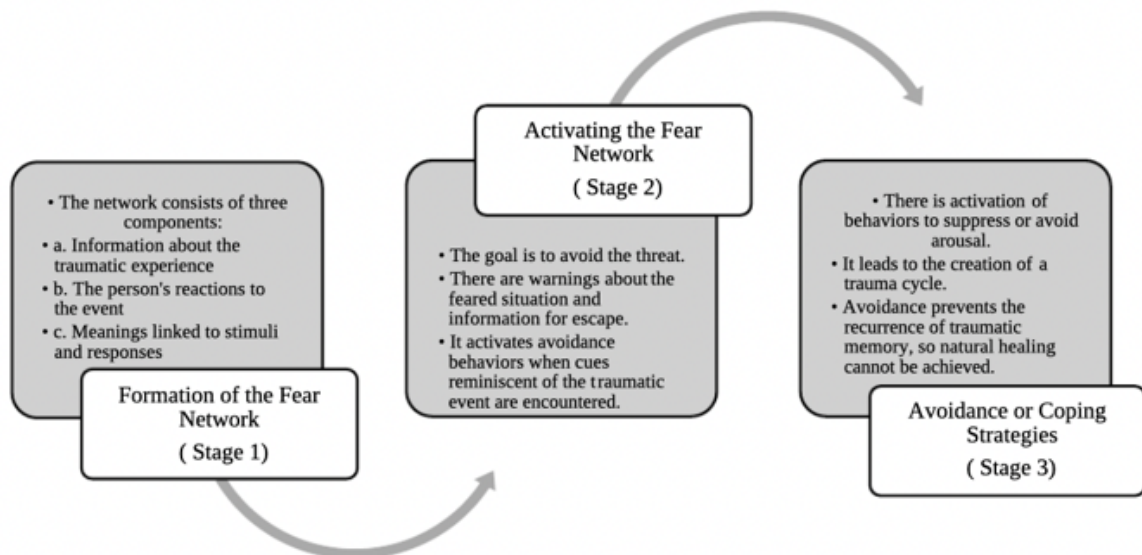 • The network consists of three
components:
• a. Information about the
traumatic experience
• b. The person's reactions to
the event
• c. Meanings linked to stimuli
and responses
Formation of the Fear
Network
( Stage 1)
Activating the Fear
Network
( Stage 2)
• The goal is to avoid the threat.
• There are warnings about the
feared situation and
information for escape.
• It activates avoidance
behaviors when cues
reminiscent of the traumatic
event are encountered.
• There is activation of
behaviors to suppress or avoid
arousal.
• It leads to the creation of a
trauma cycle.
• Avoidance prevents the
recurrence of traumatic
memory, so natural healing
cannot be achieved.
Avoidance or Coping
Strategies
( Stage 3)